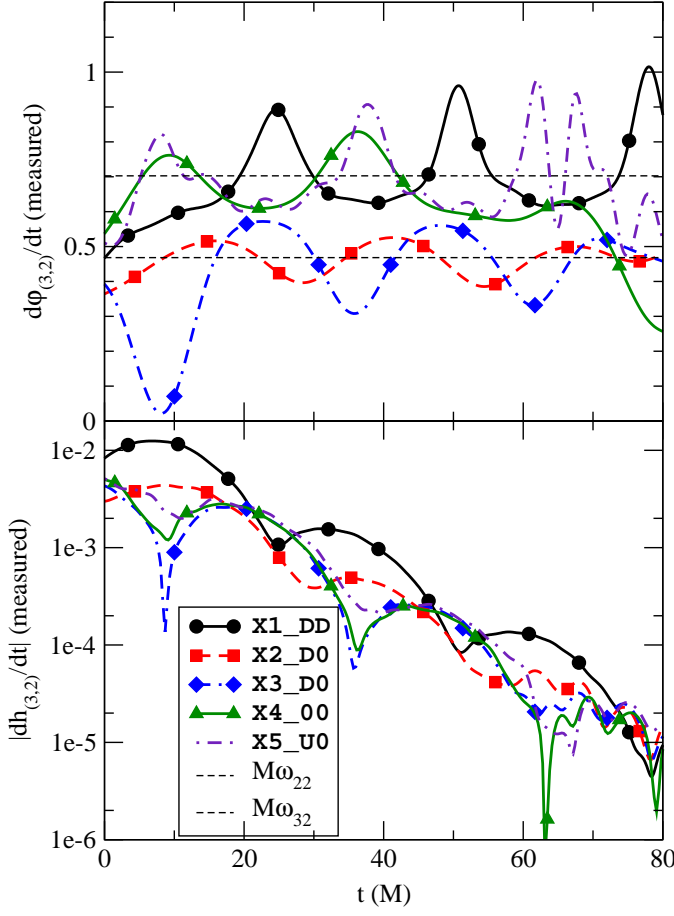 1
0.5
0
dφ(3,2)/dt (measured)
1e-2
1e-3
1e-4
1e-5
1e-6
|dh(3,2)/dt| (measured)
X1_DD
X2_D0
X3_D0
X4_00
X5_U0
Mω22
Mω32
0 20 40 60 80
t (M)